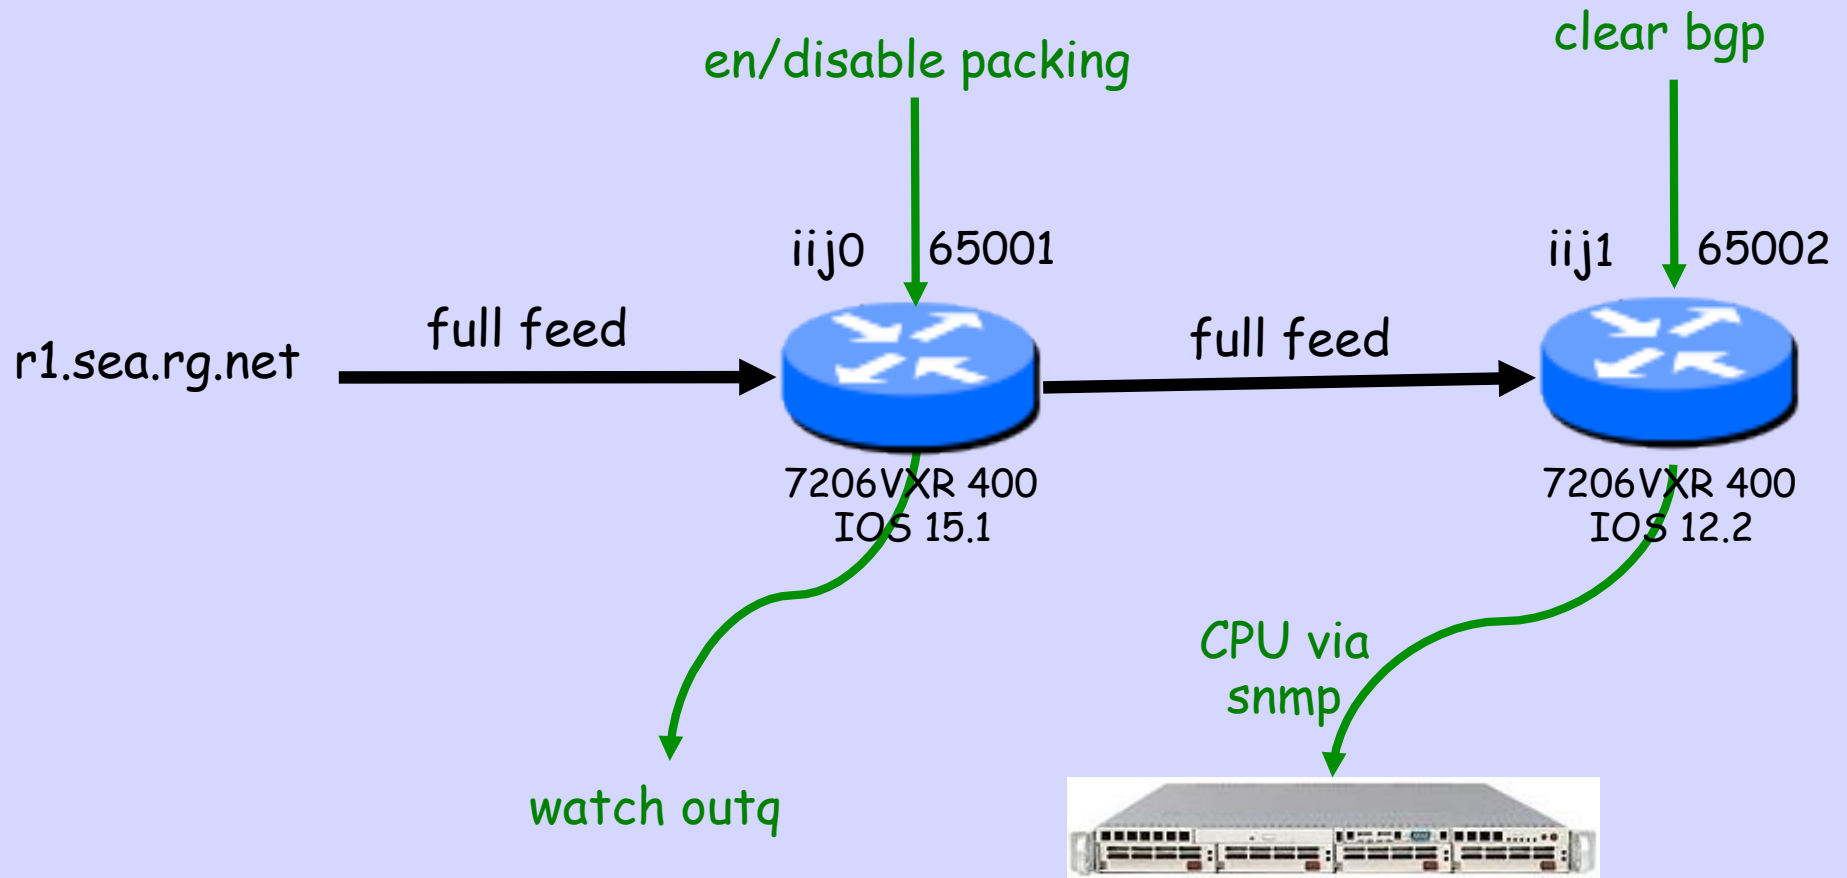 clear bgp
en/disable packing
iij0 65001
iij1 65002
full feed
full feed
r1.sea.rg.net
7206VXR 400
IOS 15.1
7206VXR 400
IOS 12.2
CPU via
snmp
watch outq